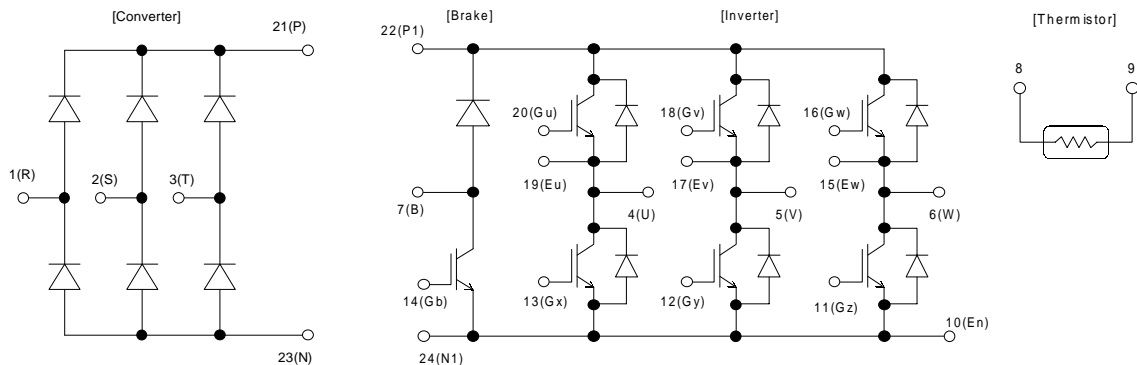 [Converter]
[Brake]
[Inverter]
[Thermistor]
21(P)
22(P1)
8
9
20(Gu)
18(Gv)
16(Gw)
1(R)
2(S)
3(T)
19(Eu)
17(Ev)
15(Ew)
7(B)
4(U)
5(V)
6(W)
14(Gb)
13(Gx)
12(Gy)
11(Gz)
10(En)
23(N)
24(N1)